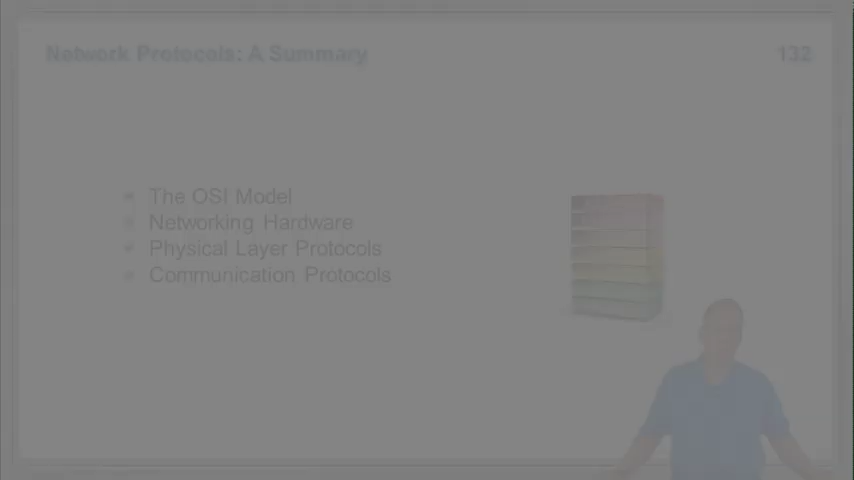 Network Protocols: A Summary
132
The OSI Model
Networking Hardware
Physical Layer Protocols
Communication Protocols